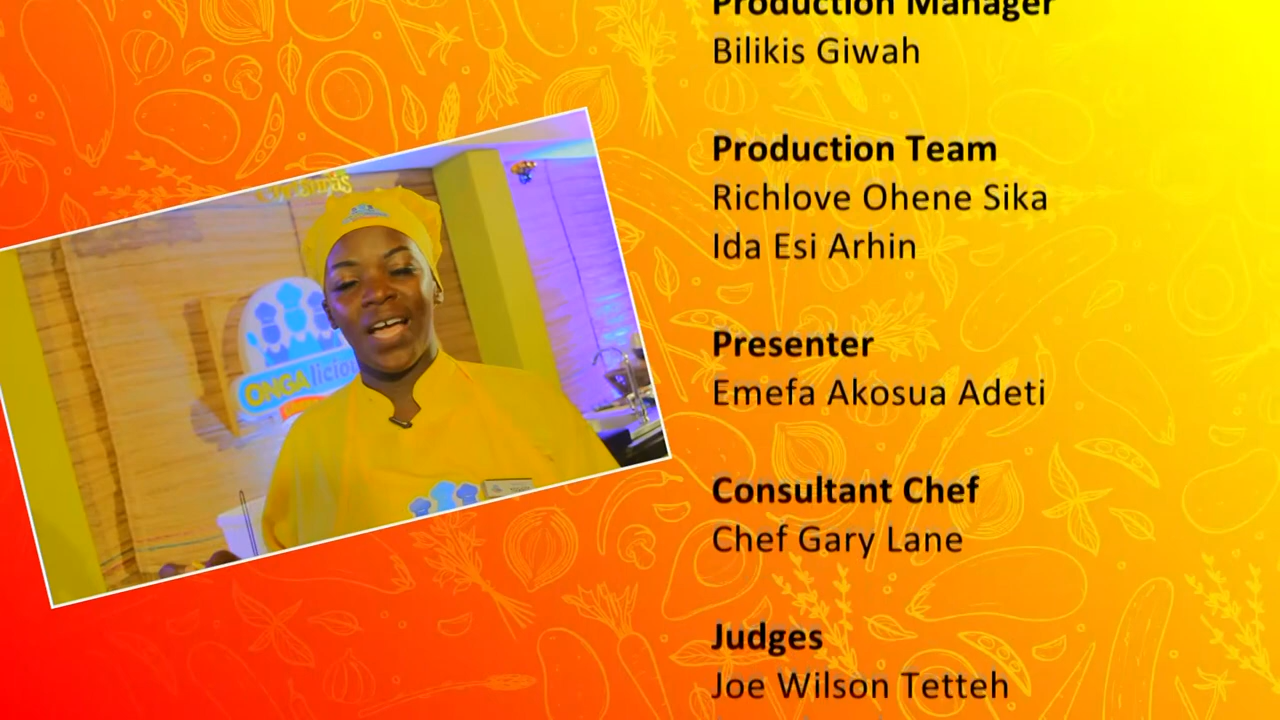 Production Manager
Bilikis Giwah
Production Team
Richlove Ohene Sika
Ida Esi Arhin
Presenter
Emefa Akosua Adeti
Consultant Chef
Chef Gary Lane
Judges
Joe Wilson Tetteh
ONGAlicious